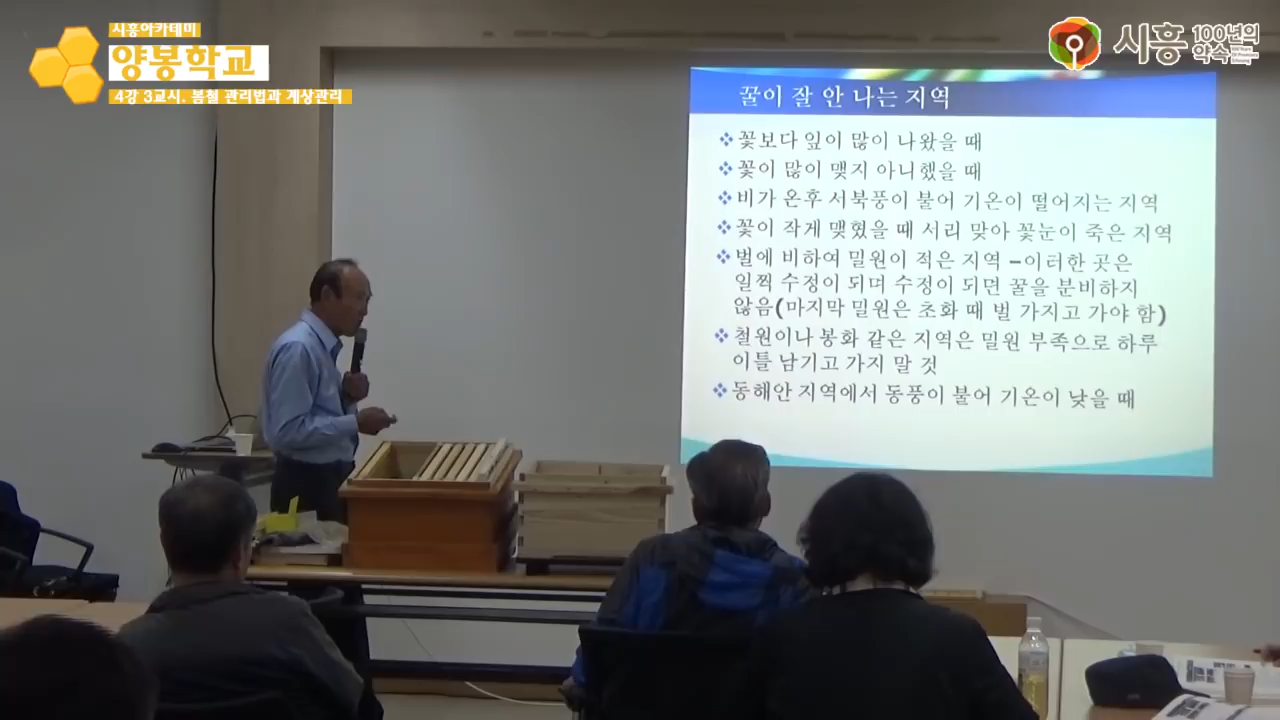 시흥아카데미
양봉학교
4강 3교시. 봄철 관리법과 계상관리
시흥 100년의 약속
꿀이 잘 안 나는 지역
❖꽃보다 잎이 많이 나왔을 때
❖꽃이 많이 맺지 아니했을 때
❖비가 온후 서북풍이 불어 기온이 떨어지는 지역
❖꽃이 작게 맺혔을 때 서리 맞아 꽃눈이 죽은 지역
❖벌에 비하여 밀원이 적은 지역 –이러한 곳은
일찍 수정이 되며 수정이 되면 꿀을 분비하지
않음(마지막 밀원은 초화 때 벌 가지고 가야 함)
❖철원이나 봉화 같은 지역은 밀원 부족으로 하루
이틀 남기고 가지 말 것
❖동해안 지역에서 동풍이 불어 기온이 낮을 때